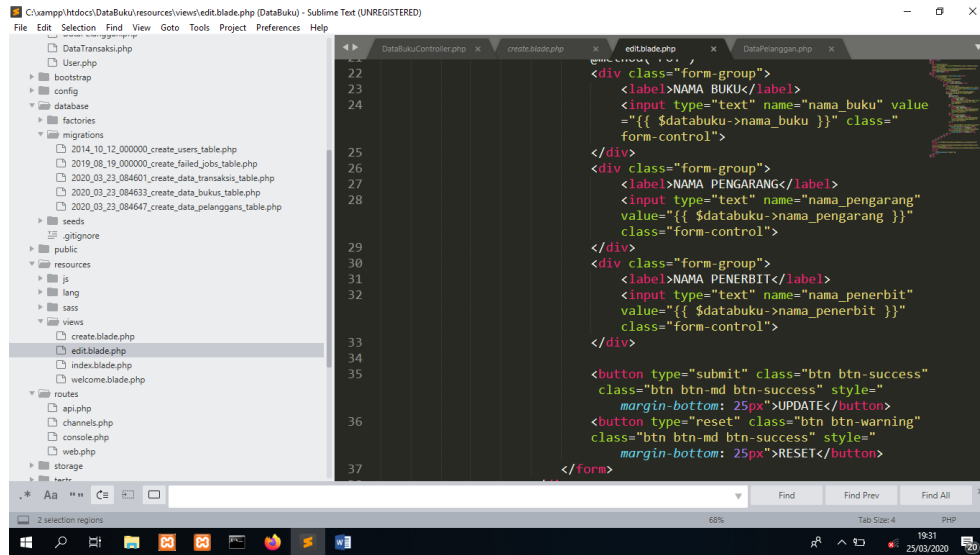 C:\xampp\htdocs\DataBuku\resources\views\edit.blade.php (DataBuku) - Sublime Text (UNREGISTERED)
File Edit Selection Find View Goto Tools Project Preferences Help
DataTransaksi.php
User.php
bootstrap
config
database
factories
migrations
2014_10_12_000000_create_users_table.php
2019_08_19_000000_create_failed_jobs_table.php
2020_03_23_084601_create_data_transaksis_table.php
2020_03_23_084633_create_data_bukus_table.php
2020_03_23_084647_create_data_pelanggans_table.php
seeds
.gitignore
public
resources
js
lang
sass
views
create.blade.php
edit.blade.php
index.blade.php
welcome.blade.php
routes
api.php
channels.php
console.php
web.php
storage
tests
DataBukuController.php × create.blade.php × edit.blade.php × DataPelanggan.php ×
22 <div class="form-group">
23 <label>NAMA BUKU</label>
24 <input type="text" name="nama_buku" value
="{{ $databuku->nama_buku }}" class="
form-control">
25 </div>
26 <div class="form-group">
27 <label>NAMA PENGARANG</label>
28 <input type="text" name="nama_pengarang"
value="{{ $databuku->nama_pengarang }}"
class="form-control">
29 </div>
30 <div class="form-group">
31 <label>NAMA PENERBIT</label>
32 <input type="text" name="nama_penerbit"
value="{{ $databuku->nama_penerbit }}"
class="form-control">
33 </div>
34
35 <button type="submit" class="btn btn-success"
class="btn btn-md btn-success" style="
margin-bottom: 25px">UPDATE</button>
36 <button type="reset" class="btn btn-warning"
class="btn btn-md btn-success" style="
margin-bottom: 25px">RESET</button>
37 </form>
.* Aa "" Find Find Prev Find All
2 selection regions 68% Tab Size: 4 PHP
19:31
25/03/2020
20